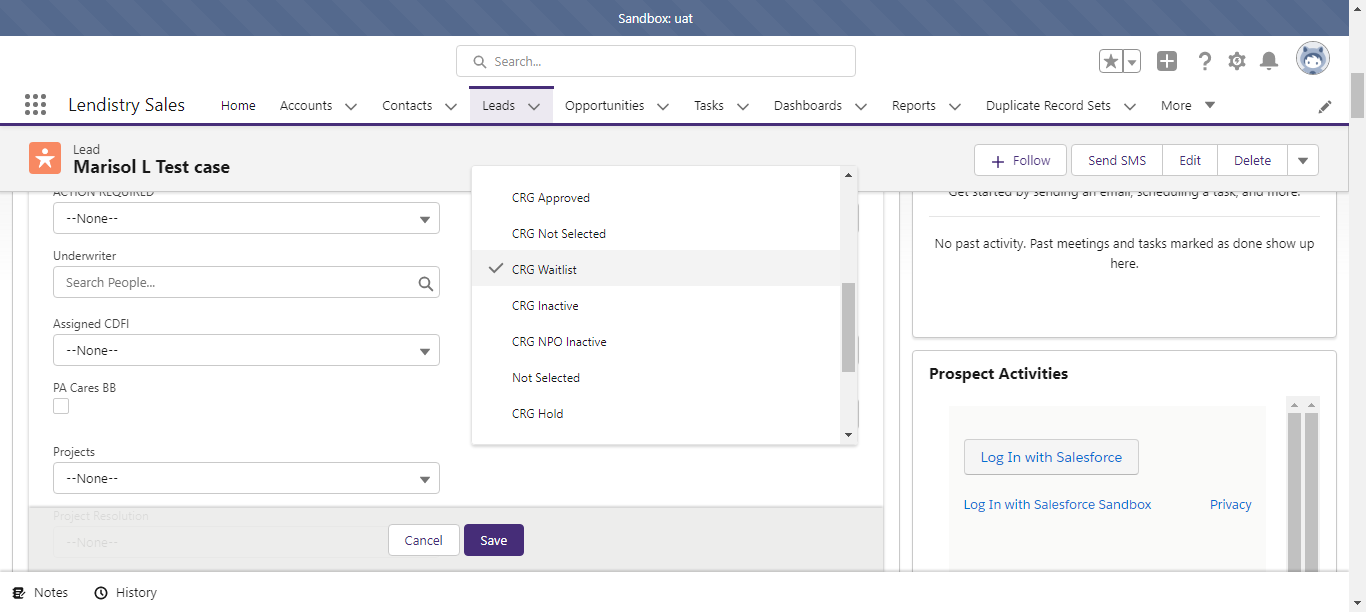 Sandbox: uat
Search...
Lendistry Sales
Home
Accounts
Contacts
Leads
Opportunities
Tasks
Dashboards
Reports
Duplicate Record Sets
More
Lead
Marisol L Test case
Follow
Send SMS
Edit
Delete
ACTION REQUIRED
--None--
Underwriter
Search People...
Assigned CDFI
--None--
PA Cares BB
Projects
--None--
Project Resolution
--None--
CRG Approved
CRG Not Selected
CRG Waitlist
CRG Inactive
CRG NPO Inactive
Not Selected
CRG Hold
Cancel
Save
Get started by sending an email, scheduling a task, and more.
No past activity. Past meetings and tasks marked as done show up
here.
Prospect Activities
Log In with Salesforce
Log In with Salesforce Sandbox
Privacy
Notes
History